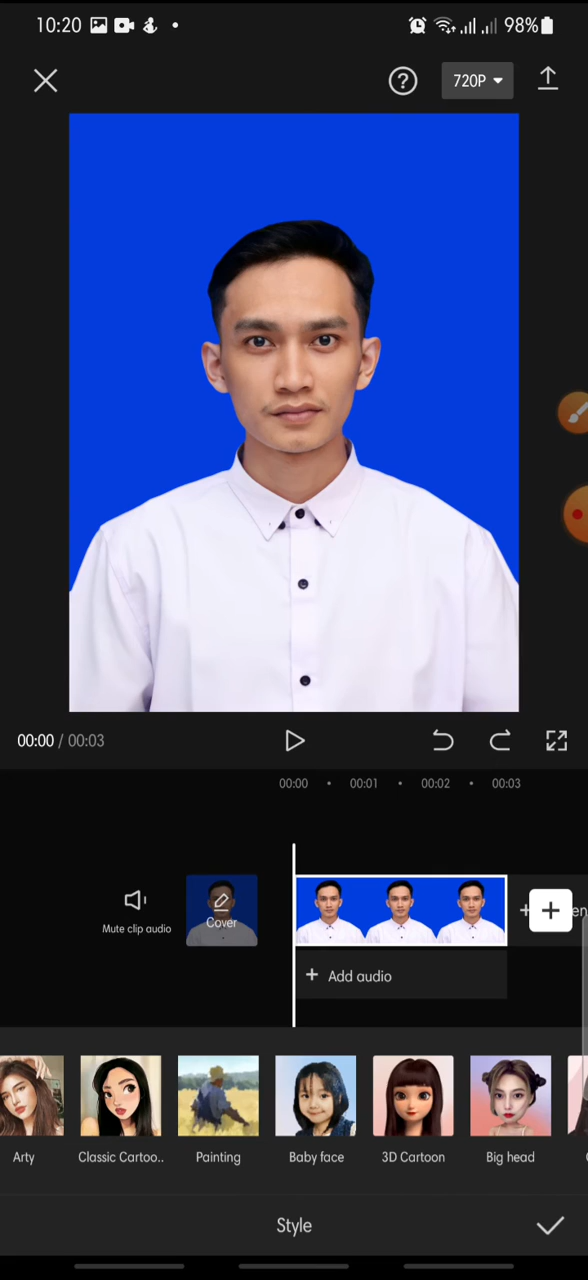 10:20
98%
720P
00:00 / 00:03
00:00 00:01 00:02 00:03
Mute clip audio
Cover
+ Add audio
Arty
Classic Cartoo..
Painting
Baby face
3D Cartoon
Big head
Style